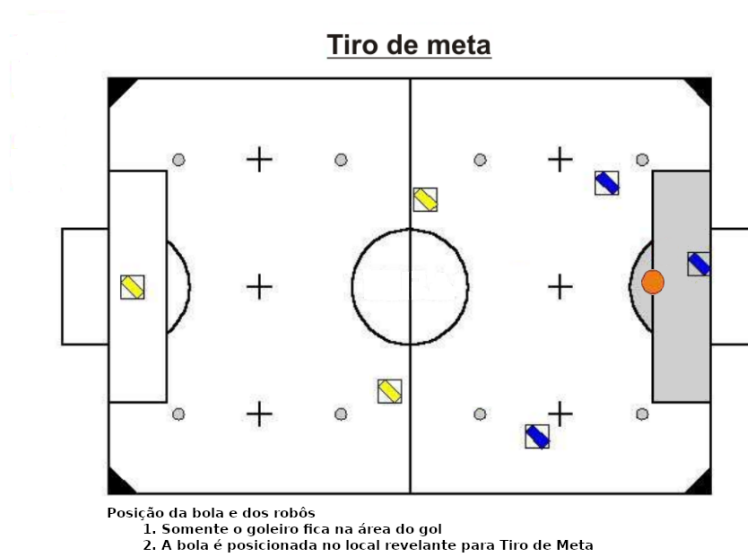 Tiro de meta
Posição da bola e dos robôs
1. Somente o goleiro fica na área do gol
2. A bola é posicionada no local revelante para Tiro de Meta